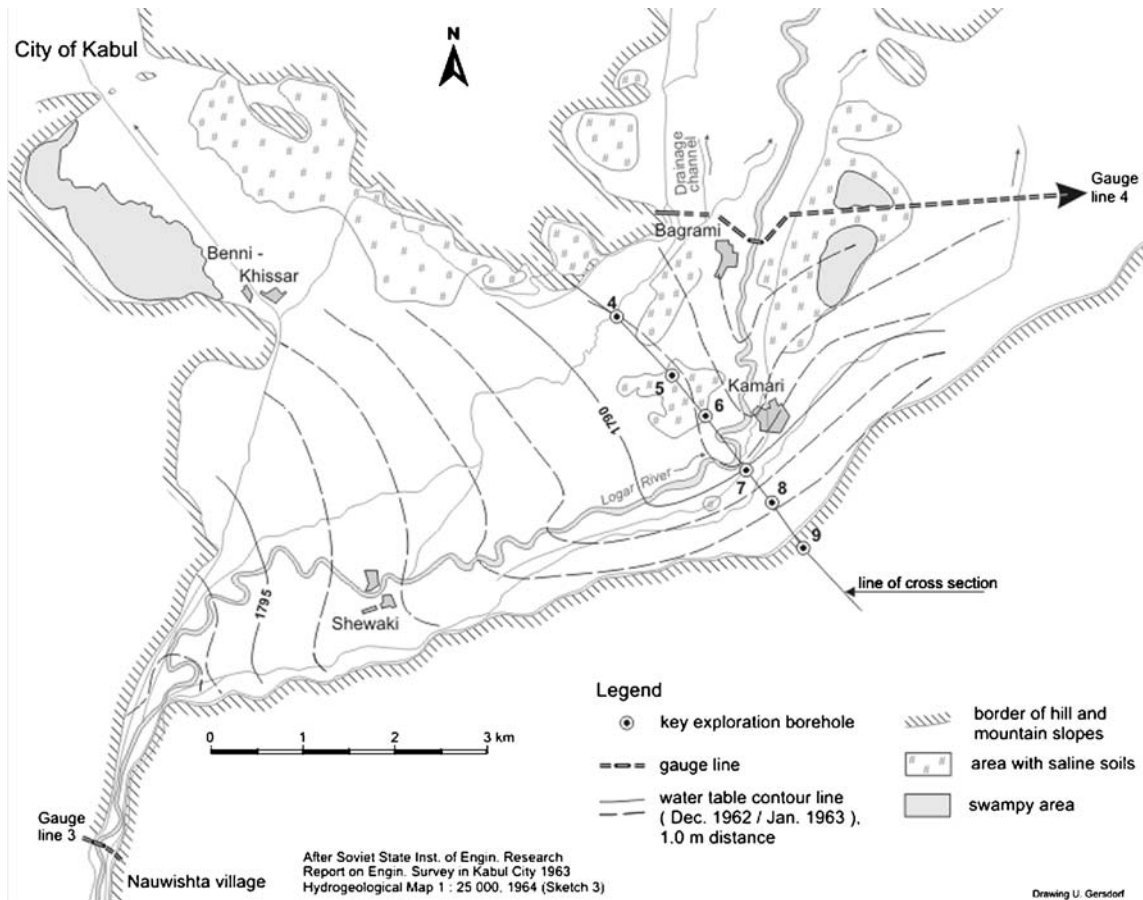 City of Kabul
N
Drainage
channel
Gauge
line 4
Bagrami
Benni -
Khissar
4
5
6
Kamari
1790
Logar River
7
8
9
line of cross section
1795
Shewaki
0 1 2 3 km
Gauge
line 3
Nauwishta village
Legend
key exploration borehole
gauge line
water table contour line
( Dec. 1962 / Jan. 1963 ),
1.0 m distance
border of hill and
mountain slopes
area with saline soils
swampy area
After Soviet State Inst. of Engin. Research
Report on Engin. Survey in Kabul City 1963
Hydrogeological Map 1 : 25 000. 1964 (Sketch 3)
Drawing U. Gersdorf